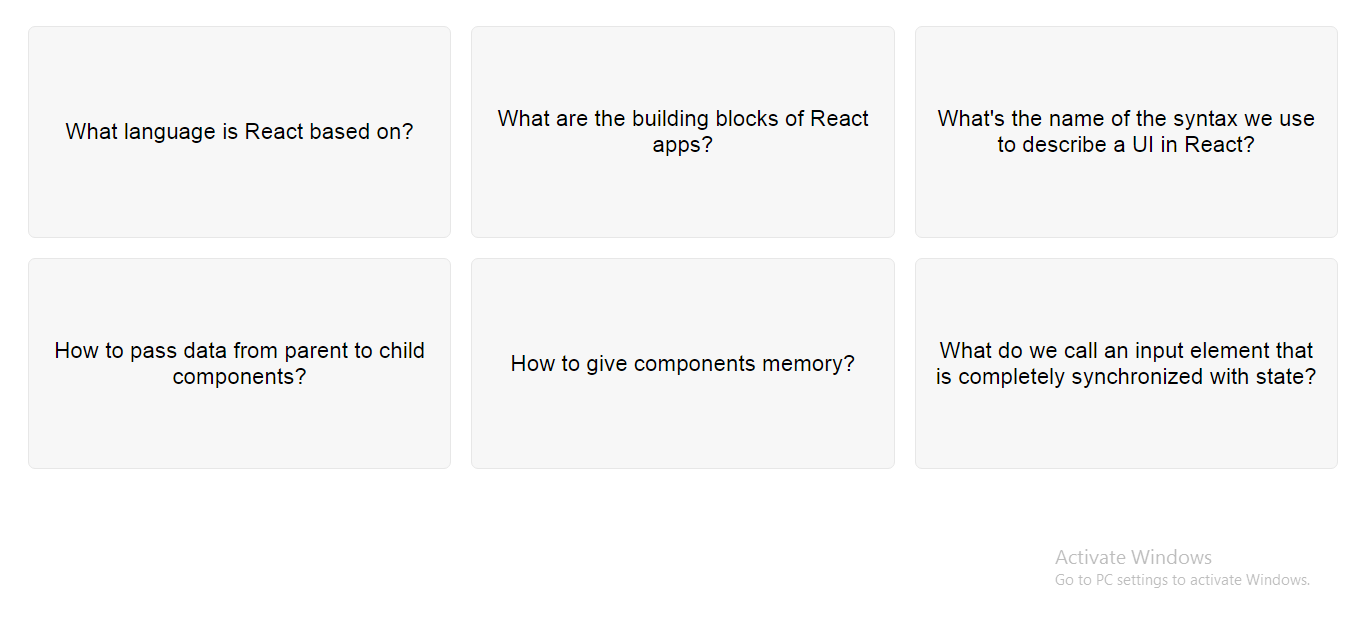 What language is React based on?
What are the building blocks of React
apps?
What's the name of the syntax we use
to describe a UI in React?
How to pass data from parent to child
components?
How to give components memory?
What do we call an input element that
is completely synchronized with state?
Activate Windows
Go to PC settings to activate Windows.